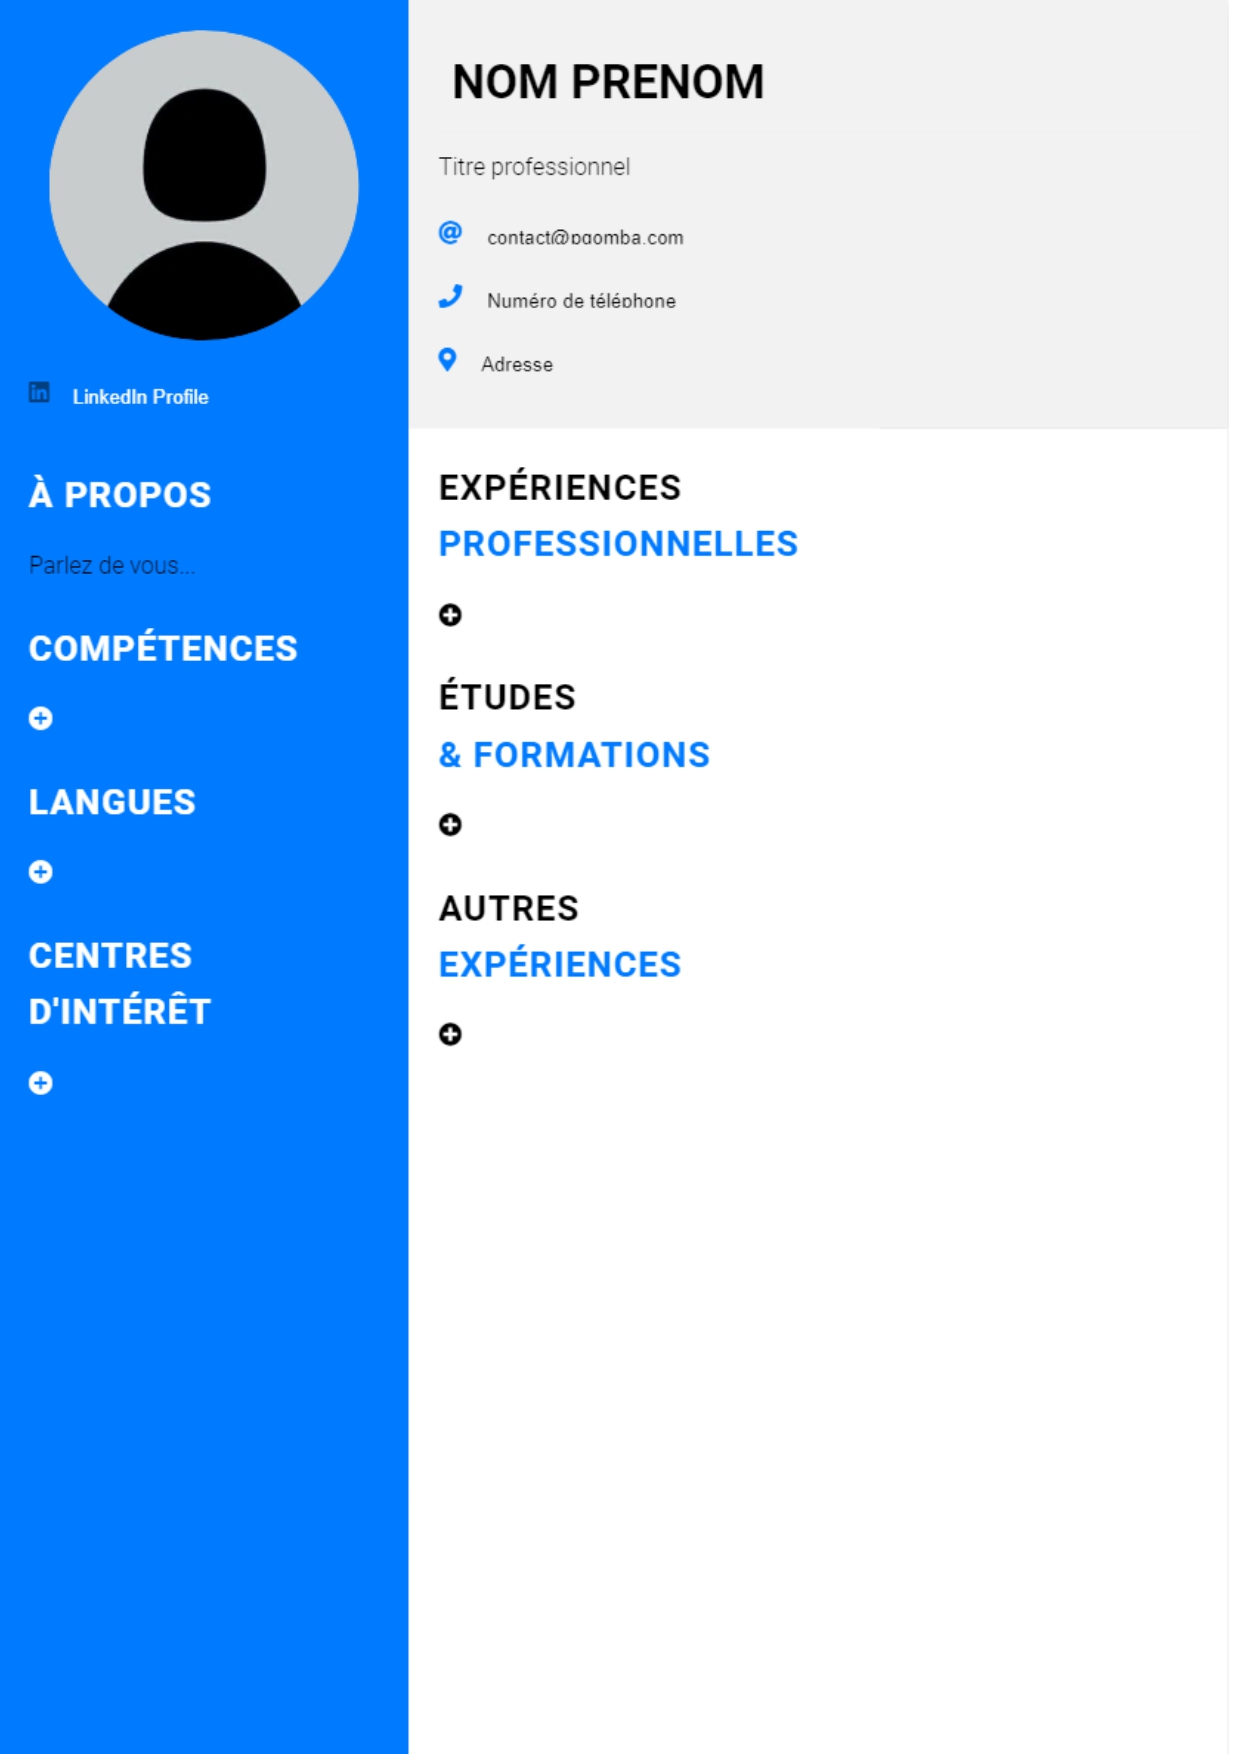 NOM PRENOM
Titre professionnel
contact@pgomba.com
Numéro de téléphone
Adresse
LinkedIn Profile
À PROPOS
Parlez de vous...
COMPÉTENCES
LANGUES
CENTRES
D'INTÉRÊT
EXPÉRIENCES
PROFESSIONNELLES
ÉTUDES
& FORMATIONS
AUTRES
EXPÉRIENCES